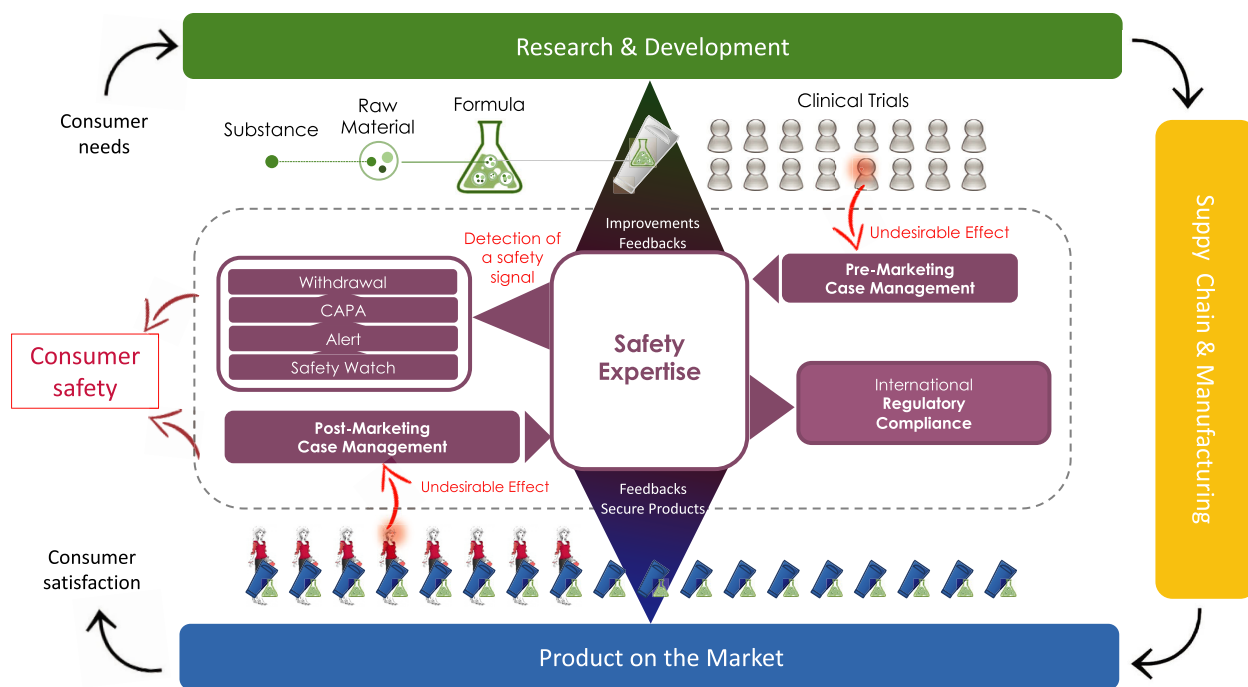 Research & Development
Consumer
needs
Substance
Raw
Material
Formula
Clinical Trials
Improvements
Feedbacks
Undesirable Effect
Detection of
a safety
signal
Pre-Marketing
Case Management
Withdrawal
CAPA
Alert
Safety Watch
Safety
Expertise
Consumer
safety
International
Regulatory
Compliance
Post-Marketing
Case Management
Undesirable Effect
Feedbacks
Secure Products
Suppy Chain & Manufacturing
Consumer
satisfaction
Product on the Market